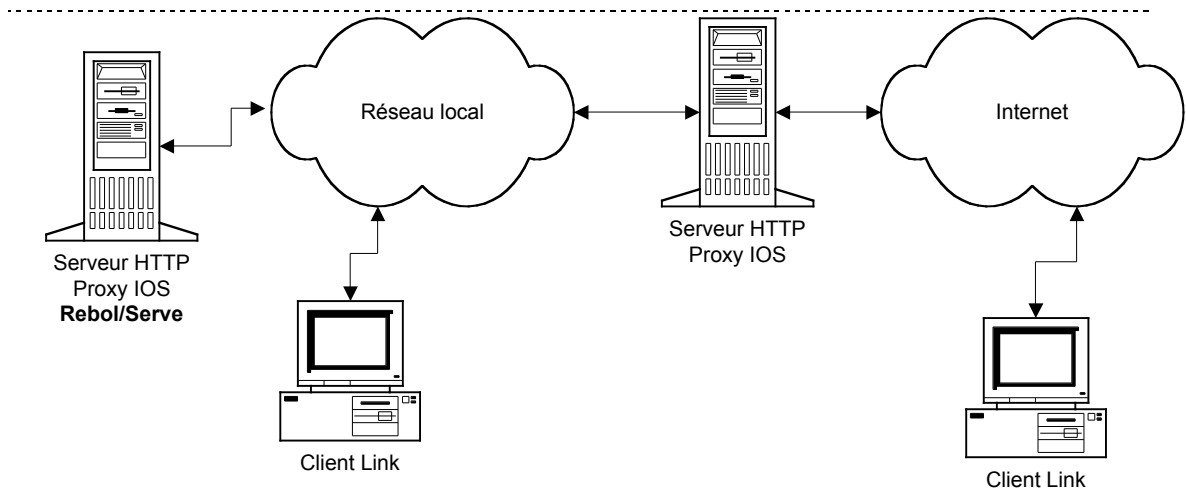 Réseau local
Internet
Serveur HTTP
Proxy IOS
Serveur HTTP
Proxy IOS
Rebol/Serve
Client Link
Client Link